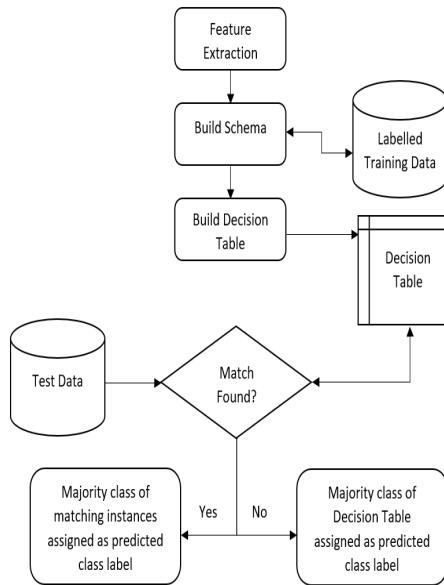 Feature
Extraction
Build Schema
Labelled
Training Data
Build Decision
Table
Decision
Table
Test Data
Match
Found?
Yes
No
Majority class of
matching instances
assigned as predicted
class label
Majority class of
Decision Table
assigned as predicted
class label